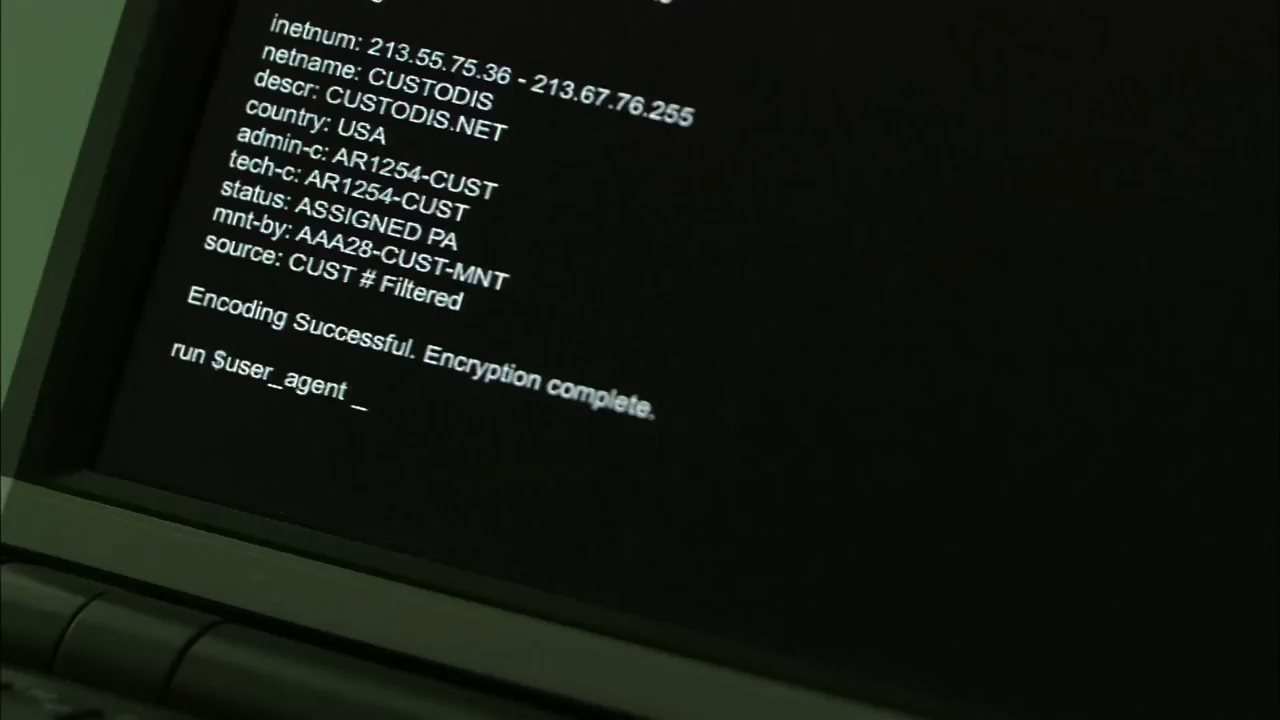 inetnum: 213.55.75.36 - 213.67.76.255
netname: CUSTODIS
descr: CUSTODIS.NET
country: USA
admin-c: AR1254-CUST
tech-c: AR1254-CUST
status: ASSIGNED PA
mnt-by: AAA28-CUST-MNT
source: CUST # Filtered
Encoding Successful. Encryption complete.
run $user_agent _